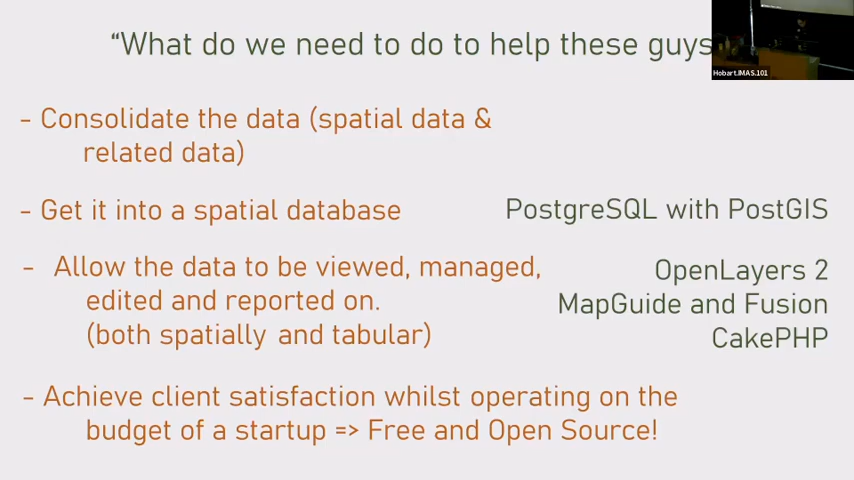 “What do we need to do to help these guys
Hobart.IMAS.101
- Consolidate the data (spatial data &
related data)
- Get it into a spatial database
PostgreSQL with PostGIS
- Allow the data to be viewed, managed,
edited and reported on.
(both spatially and tabular)
OpenLayers 2
MapGuide and Fusion
CakePHP
- Achieve client satisfaction whilst operating on the
budget of a startup => Free and Open Source!